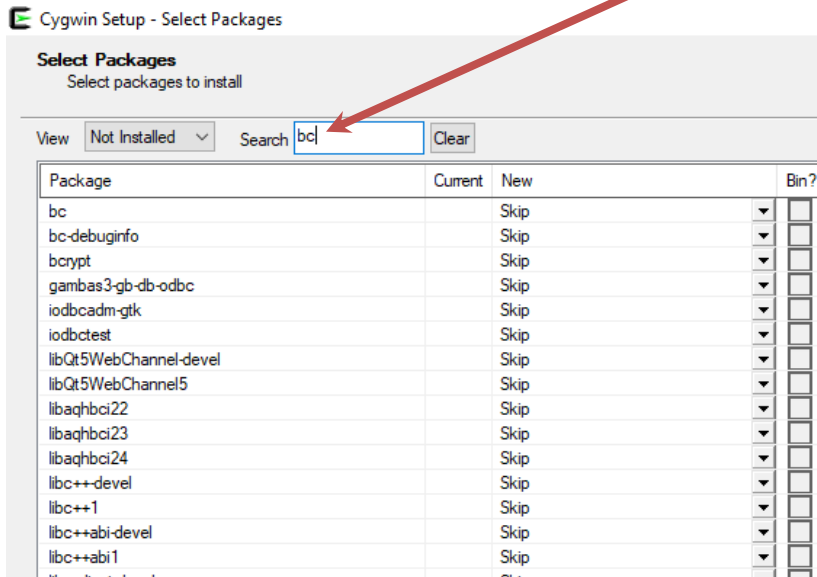 Cygwin Setup - Select Packages
Select Packages
Select packages to install
View Not Installed Search bc Clear
Package Current New Bin?
bc Skip
bc-debuginfo Skip
bcrypt Skip
gambas3-gb-db-odbc Skip
iodbcadm-gtk Skip
iodbctest Skip
libQt5WebChannel-devel Skip
libQt5WebChannel5 Skip
libaqhbci22 Skip
libaqhbci23 Skip
libaqhbci24 Skip
libc++-devel Skip
libc++1 Skip
libc++abi-devel Skip
libc++abi1 Skip